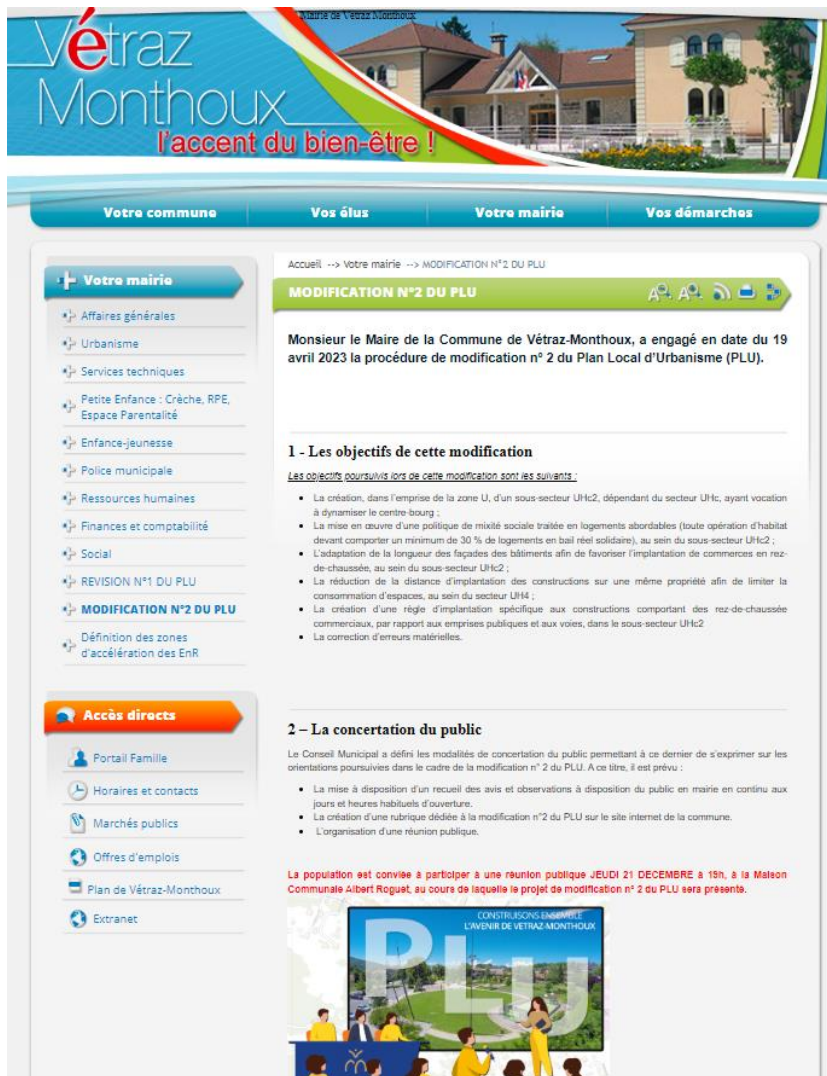 Mairie de Vétraz Monthoux
Vétraz
Monthoux
l'accent du bien-être !
Votre commune Vos élus Votre mairie Vos démarches
Votre mairie
Affaires générales
Urbanisme
Services techniques
Petite Enfance : Crèche, RPE,
Espace Parentalité
Enfance-jeunesse
Police municipale
Ressources humaines
Finances et comptabilité
Social
REVISION N°1 DU PLU
MODIFICATION N°2 DU PLU
Définition des zones
d'accélération des EnR
Accès directs
Portail Famille
Horaires et contacts
Marchés publics
Offres d'emplois
Plan de Vétraz-Monthoux
Extranet
Accueil --> Votre mairie --> MODIFICATION N°2 DU PLU
MODIFICATION N°2 DU PLU
Monsieur le Maire de la Commune de Vétraz-Monthoux, a engagé en date du 19
avril 2023 la procédure de modification n° 2 du Plan Local d'Urbanisme (PLU).
1 - Les objectifs de cette modification
Les objectifs poursuivis lors de cette modification sont les suivants :
La création, dans l'emprise de la zone U, d'un sous-secteur UHc2, dépendant du secteur UHc, ayant vocation
à dynamiser le centre-bourg ;
La mise en œuvre d'une politique de mixité sociale traitée en logements abordables (toute opération d'habitat
devant comporter un minimum de 30 % de logements en bail réel solidaire), au sein du sous-secteur UHc2 ;
L'adaptation de la longueur des façades des bâtiments afin de favoriser l'implantation de commerces en rez-
de-chaussée, au sein du sous-secteur UHc2 ;
La réduction de la distance d'implantation des constructions sur une même propriété afin de limiter la
consommation d'espaces, au sein du secteur UH4 ;
La création d'une règle d'implantation spécifique aux constructions comportant des rez-de-chaussée
commerciaux, par rapport aux emprises publiques et aux voies, dans le sous-secteur UHc2
La correction d'erreurs matérielles.
2 – La concertation du public
Le Conseil Municipal a défini les modalités de concertation du public permettant à ce dernier de s'exprimer sur les
orientations poursuivies dans le cadre de la modification n° 2 du PLU. A ce titre, il est prévu :
La mise à disposition d'un recueil des avis et observations à disposition du public en mairie en continu aux
jours et heures habituels d'ouverture.
La création d'une rubrique dédiée à la modification n°2 du PLU sur le site internet de la commune.
L'organisation d'une réunion publique.
La population est conviée à participer à une réunion publique JEUDI 21 DECEMBRE à 15h, à la Maison
Communale Albert Roguet, au cours de laquelle le projet de modification n° 2 du PLU sera présenté.
CONSTRUISONS ENSEMBLE
L'AVENIR DE VETRAZ-MONTHOUX
PLU